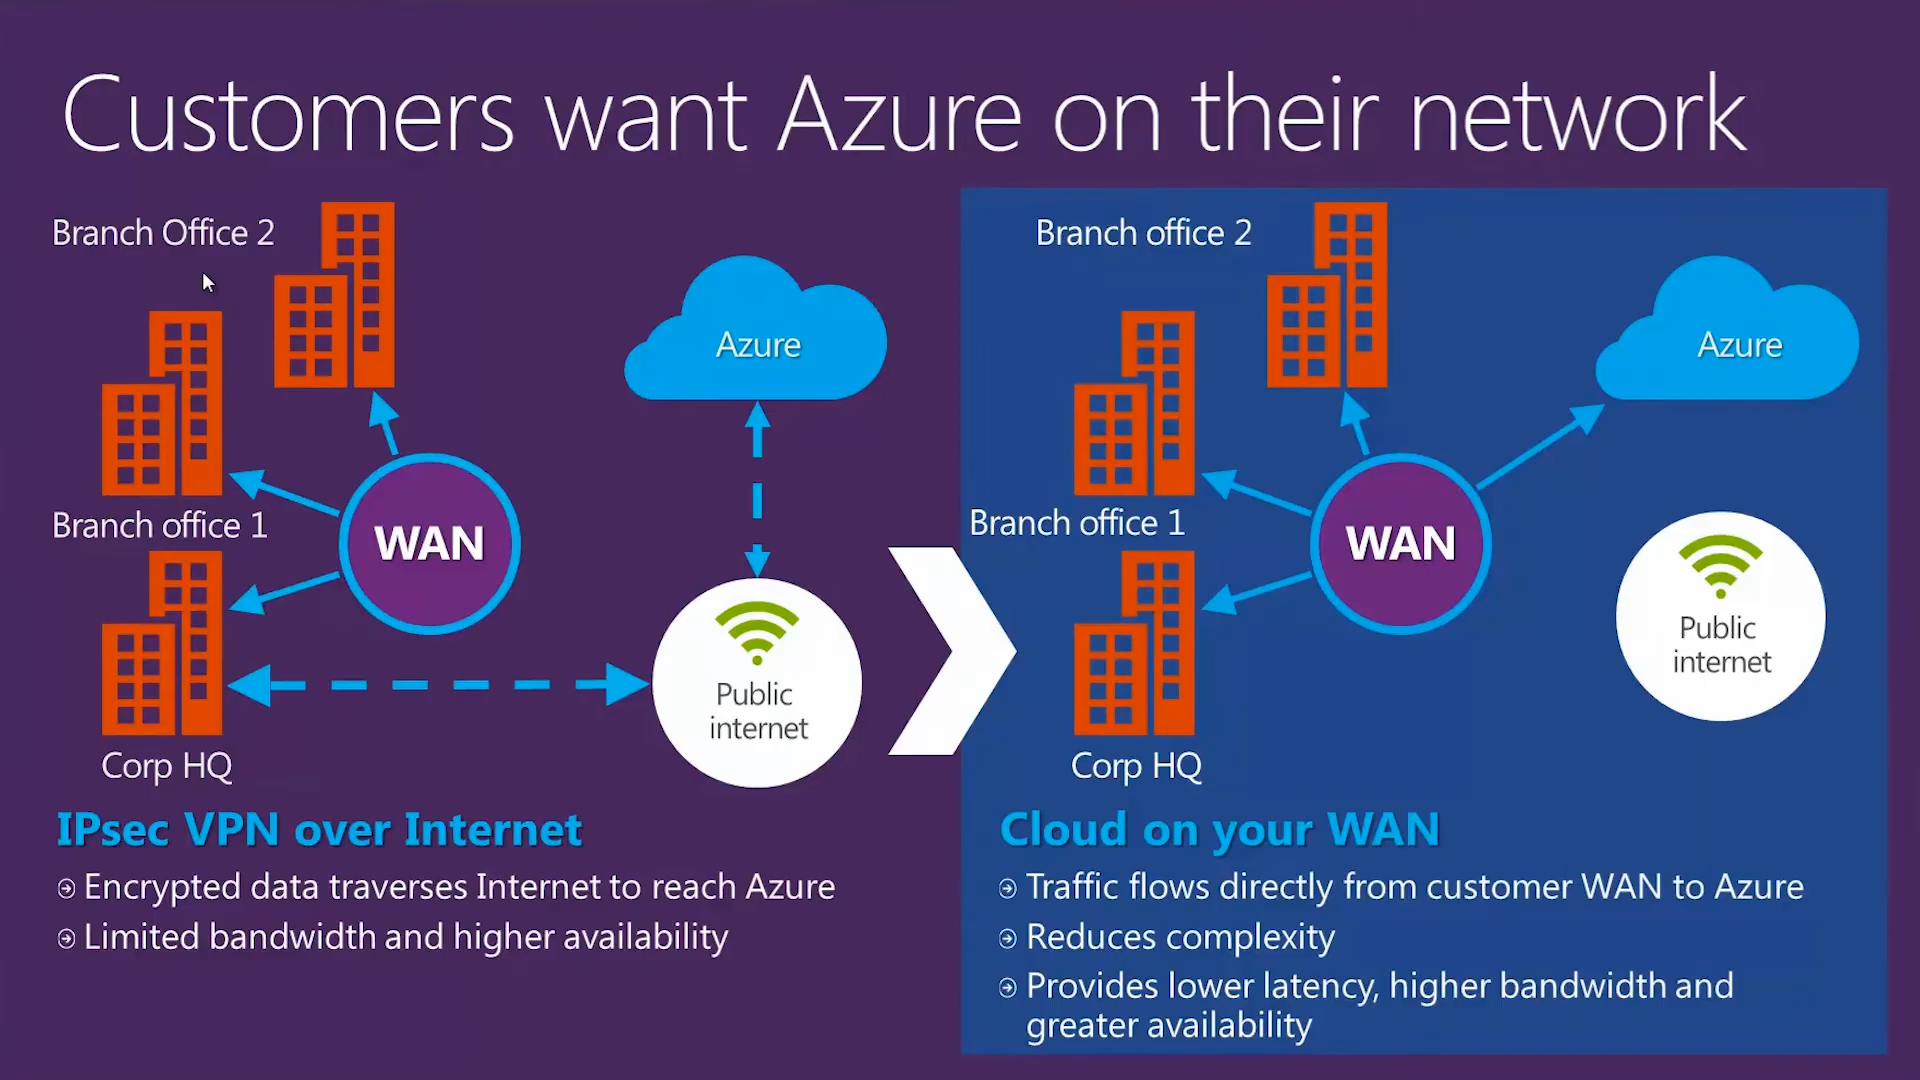 Customers want Azure on their network
Branch Office 2
Azure
Branch office 1
WAN
Public
internet
Corp HQ
IPsec VPN over Internet
Encrypted data traverses Internet to reach Azure
Limited bandwidth and higher availability
Branch office 2
Azure
Branch office 1
WAN
Public
internet
Corp HQ
Cloud on your WAN
Traffic flows directly from customer WAN to Azure
Reduces complexity
Provides lower latency, higher bandwidth and
greater availability